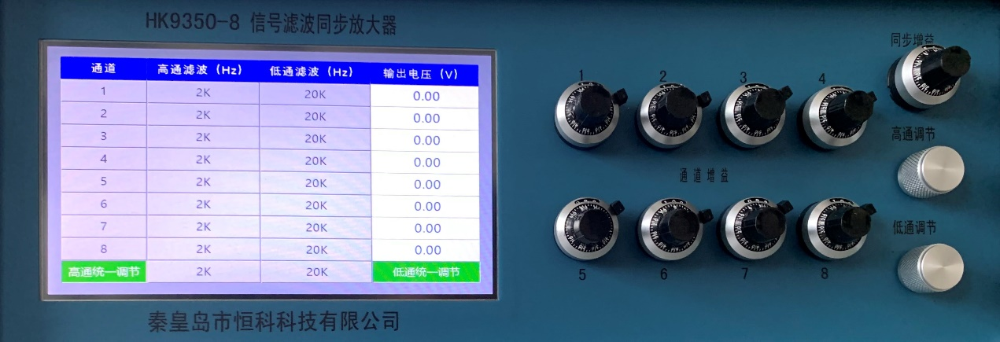 HK9350-8 信号滤波同步放大器
通道 高通滤波（Hz） 低通滤波（Hz） 输出电压（V）
1 2K 20K 0.00
2 2K 20K 0.00
3 2K 20K 0.00
4 2K 20K 0.00
5 2K 20K 0.00
6 2K 20K 0.00
7 2K 20K 0.00
8 2K 20K 0.00
高通统一调节 2K 20K 低通统一调节
秦皇岛市恒科科技有限公司
1 2 3 4
通道增益
5 6 7 8
同步增益
高通调节
低通调节